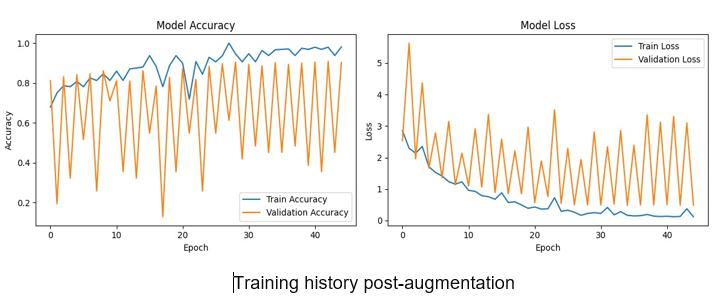 Model Accuracy
1.0
0.8
0.6
0.4
0.2
Accuracy
0
10
20
30
40
Epoch
Train Accuracy
Validation Accuracy
Model Loss
5
4
3
2
1
0
Loss
0
10
20
30
40
Epoch
Train Loss
Validation Loss
Training history post-augmentation